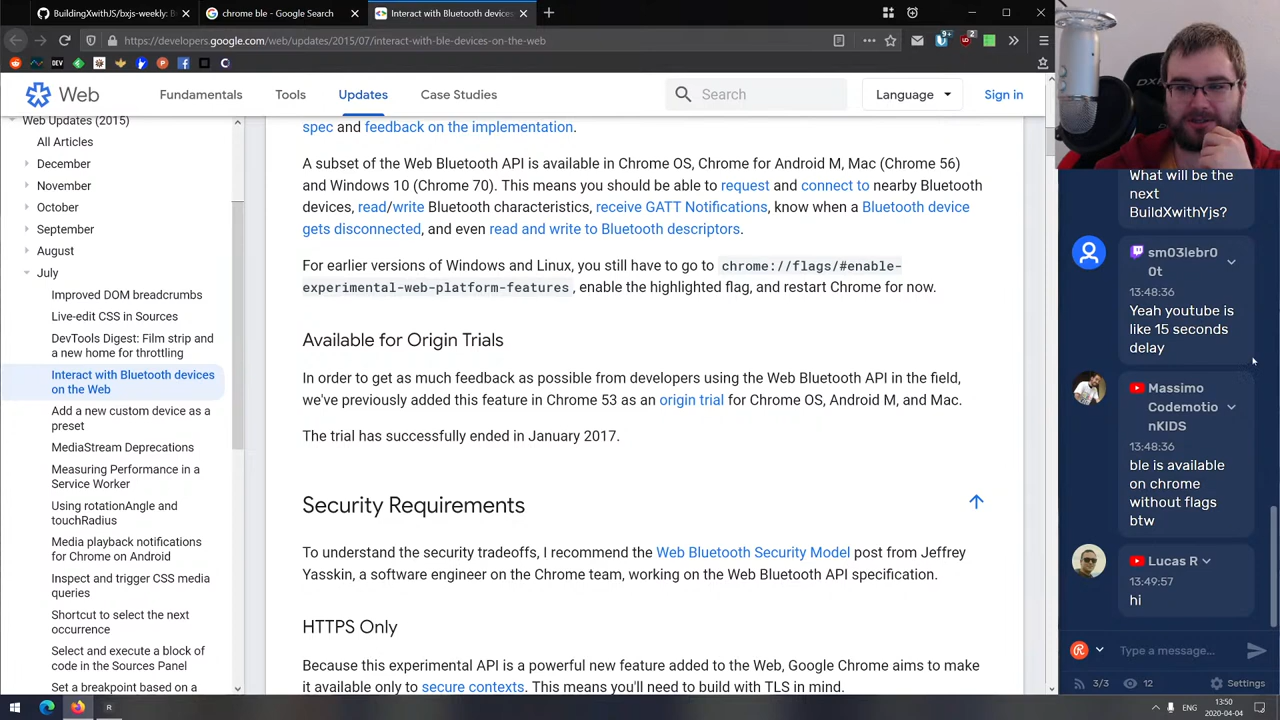 BuildingXwithJS/bxjs-weekly: B
chrome ble - Google Search
Interact with Bluetooth devices
https://developers.google.com/web/updates/2015/07/interact-with-ble-devices-on-the-web
Web
Fundamentals
Tools
Updates
Case Studies
Search
Language
Sign in
Web Updates (2015)
All Articles
December
November
October
September
August
July
Improved DOM breadcrumbs
Live-edit CSS in Sources
DevTools Digest: Film strip and
a new home for throttling
Interact with Bluetooth devices
on the Web
Add a new custom device as a
preset
MediaStream Deprecations
Measuring Performance in a
Service Worker
Using rotationAngle and
touchRadius
Media playback notifications
for Chrome on Android
Inspect and trigger CSS media
queries
Shortcut to select the next
occurrence
Select and execute a block of
code in the Sources Panel
Set a breakpoint based on a
spec and feedback on the implementation.
A subset of the Web Bluetooth API is available in Chrome OS, Chrome for Android M, Mac (Chrome 56)
and Windows 10 (Chrome 70). This means you should be able to request and connect to nearby Bluetooth
devices, read/write Bluetooth characteristics, receive GATT Notifications, know when a Bluetooth device
gets disconnected, and even read and write to Bluetooth descriptors.
For earlier versions of Windows and Linux, you still have to go to chrome://flags/#enable-
experimental-web-platform-features, enable the highlighted flag, and restart Chrome for now.
Available for Origin Trials
In order to get as much feedback as possible from developers using the Web Bluetooth API in the field,
we've previously added this feature in Chrome 53 as an origin trial for Chrome OS, Android M, and Mac.
The trial has successfully ended in January 2017.
Security Requirements
To understand the security tradeoffs, I recommend the Web Bluetooth Security Model post from Jeffrey
Yasskin, a software engineer on the Chrome team, working on the Web Bluetooth API specification.
HTTPS Only
Because this experimental API is a powerful new feature added to the Web, Google Chrome aims to make
it available only to secure contexts. This means you'll need to build with TLS in mind.
What will be the
next
BuildXwithYjs?
sm03lebr0
0t
13:48:36
Yeah youtube is
like 15 seconds
delay
Massimo
Codemotio
nKIDS
13:48:36
ble is available
on chrome
without flags
btw
Lucas R
13:49:57
hi
Type a message...
3/3
12
Settings
ENG
13:50
2020-04-04